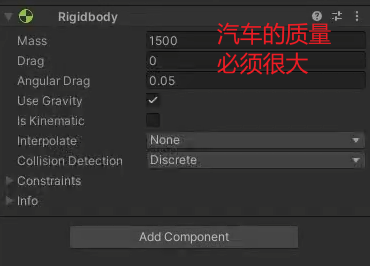 Rigidbody
Mass 1500
汽车的质量
Drag 0
必须很大
Angular Drag 0.05
Use Gravity
Is Kinematic
Interpolate None
Collision Detection Discrete
Constraints
Info
Add Component